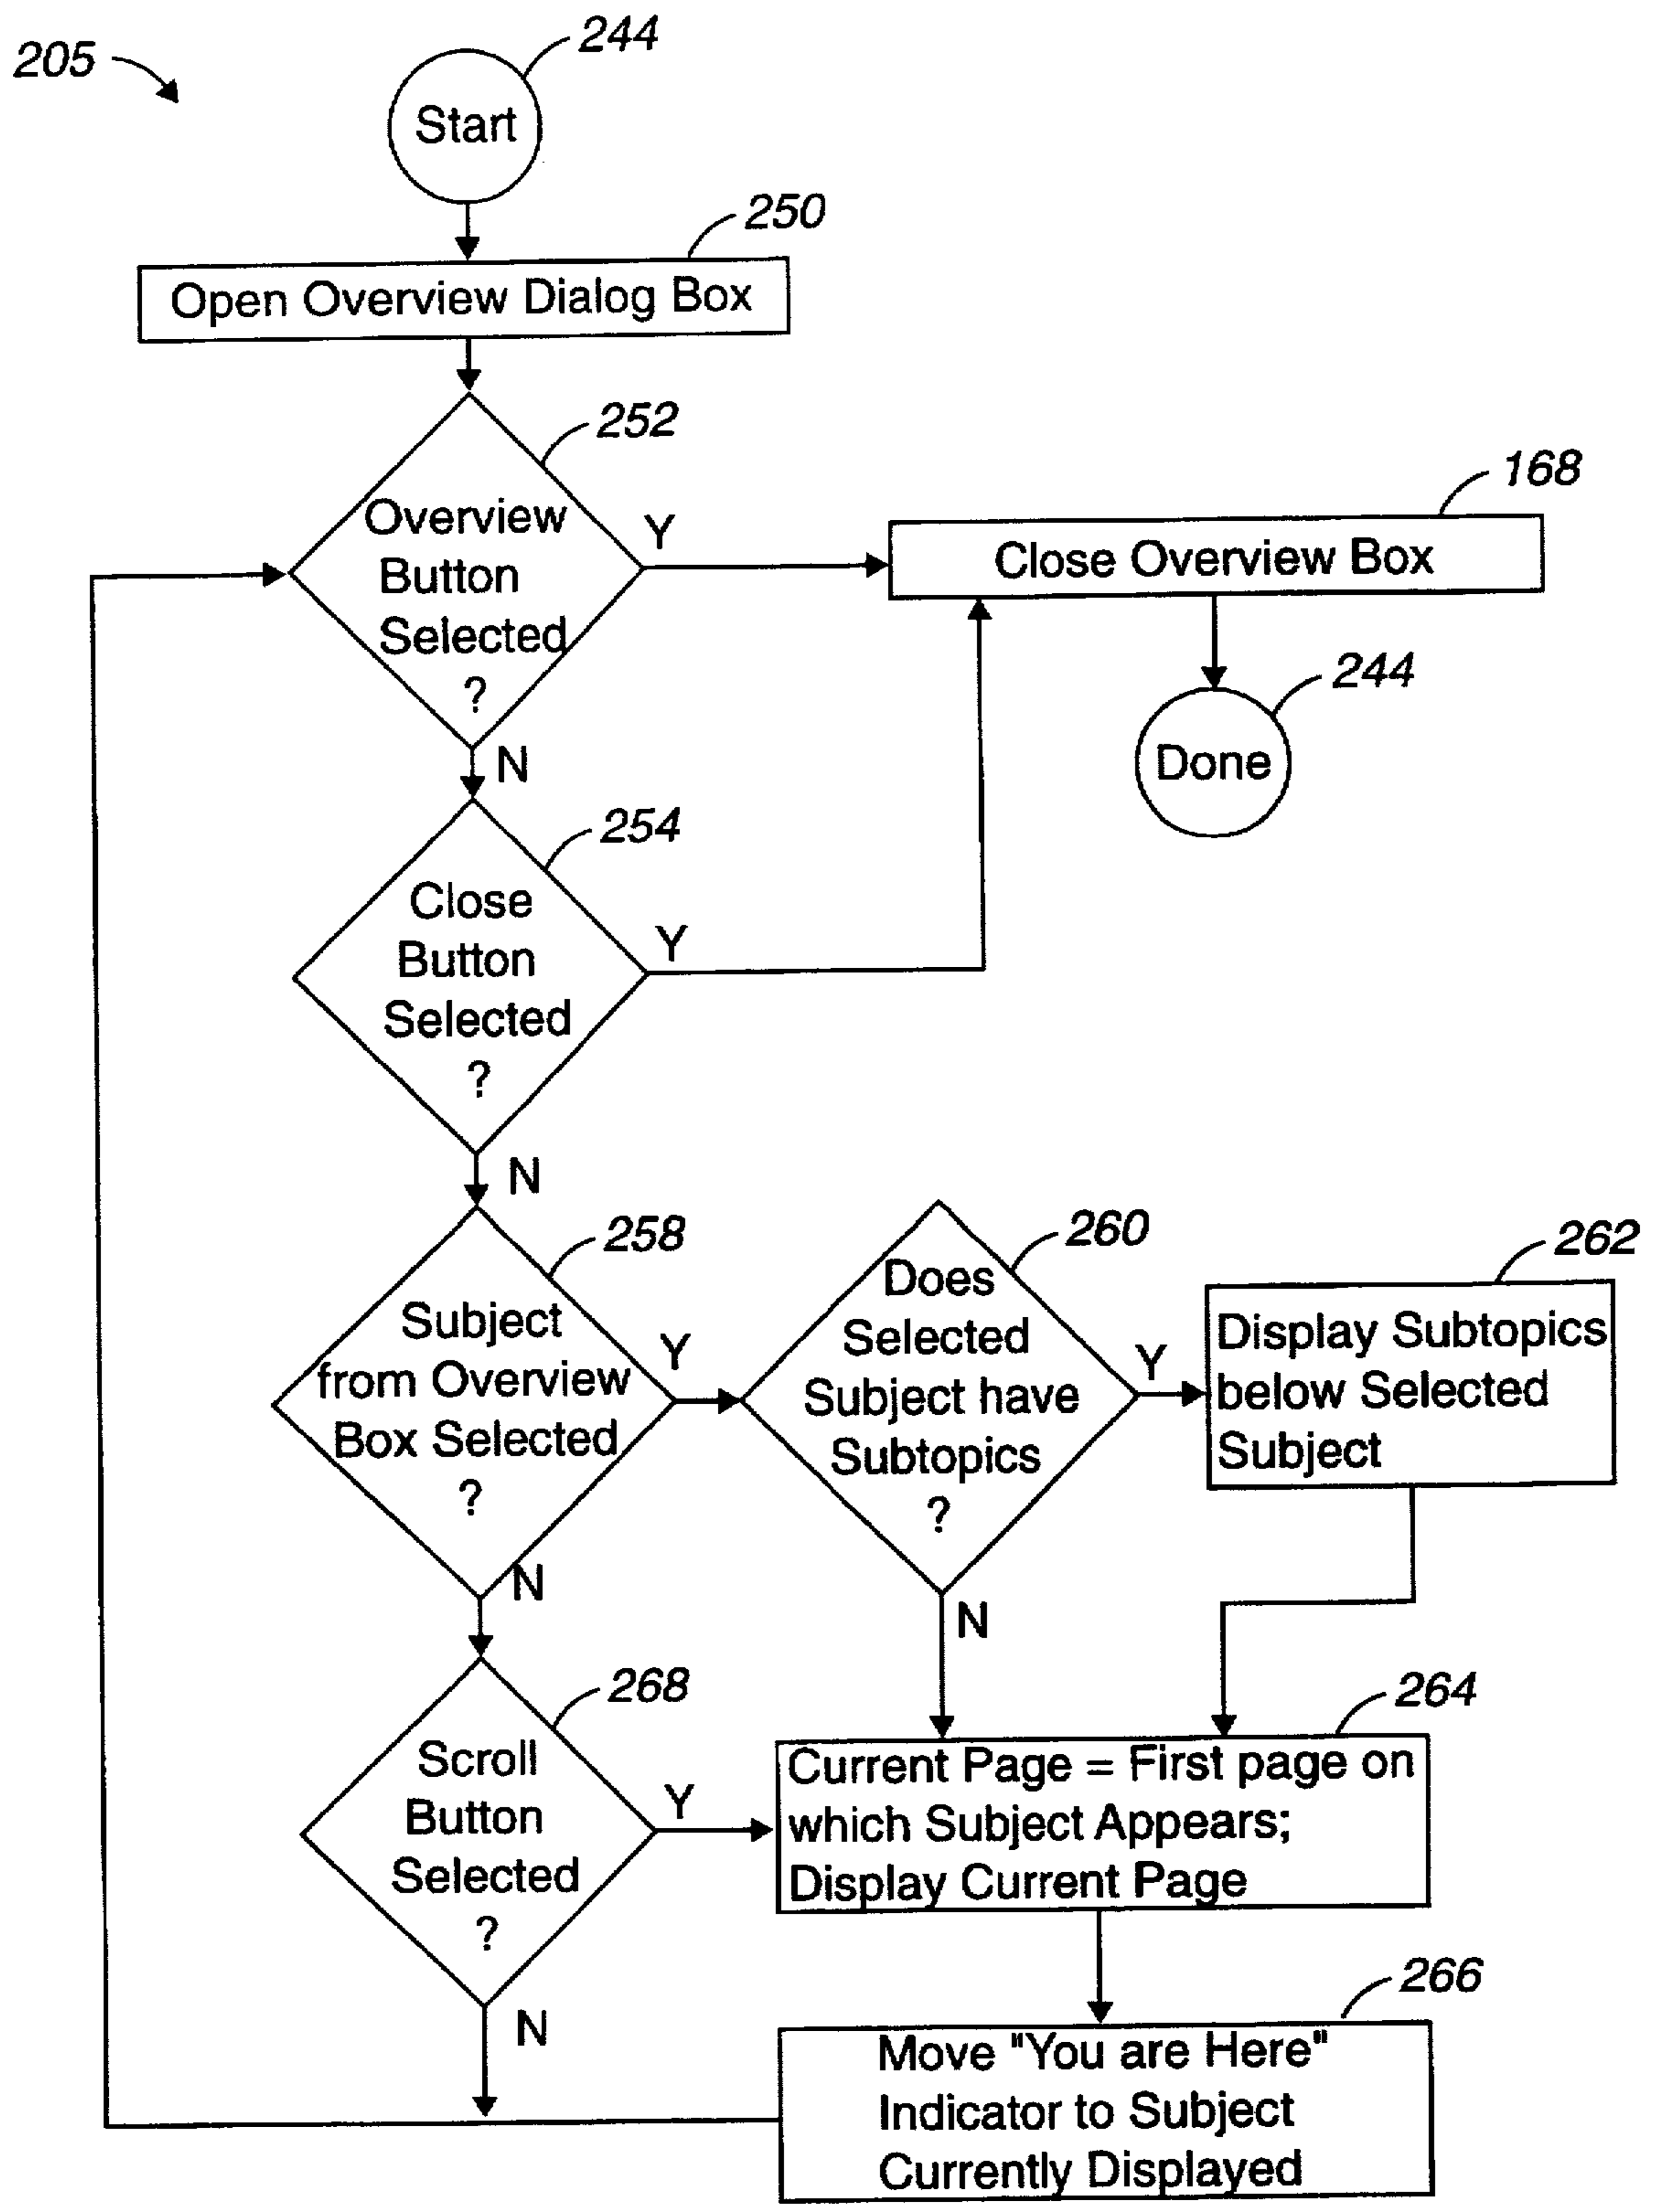 205
244
Start
250
Open Overview Dialog Box
252
Overview
Button
Selected
?
Y
N
168
Close Overview Box
244
Done
254
Close
Button
Selected
?
Y
N
258
Subject
from Overview
Box Selected
?
Y
N
260
Does
Selected
Subject have
Subtopics
?
Y
N
262
Display Subtopics
below Selected
Subject
268
Scroll
Button
Selected
?
Y
N
264
Current Page = First page on
which Subject Appears;
Display Current Page
266
Move "You are Here"
Indicator to Subject
Currently Displayed